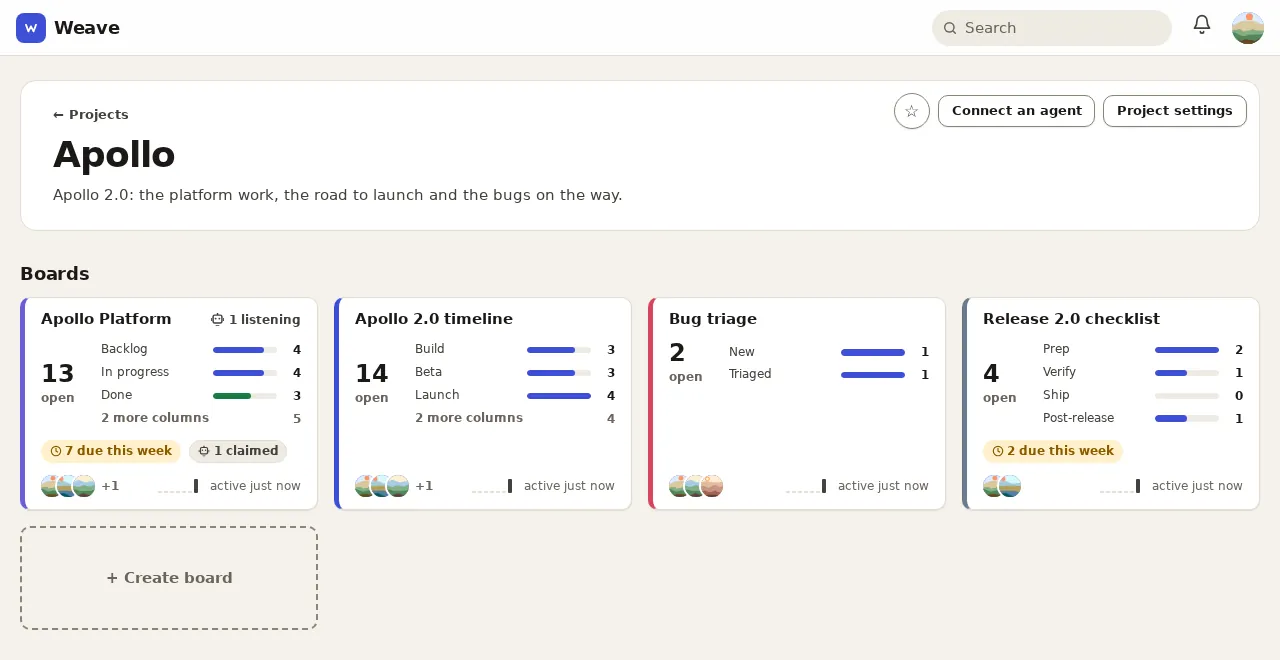 Weave
Search
← Projects
Connect an agent
Project settings
Apollo
Apollo 2.0: the platform work, the road to launch and the bugs on the way.
Boards
Apollo Platform
1 listening
13
open
Backlog 4
In progress 4
Done 3
2 more columns 5
7 due this week
1 claimed
+1
active just now
Apollo 2.0 timeline
14
open
Build 3
Beta 3
Launch 4
2 more columns 4
+1
active just now
Bug triage
2
open
New 1
Triaged 1
active just now
Release 2.0 checklist
4
open
Prep 2
Verify 1
Ship 0
Post-release 1
2 due this week
active just now
+ Create board